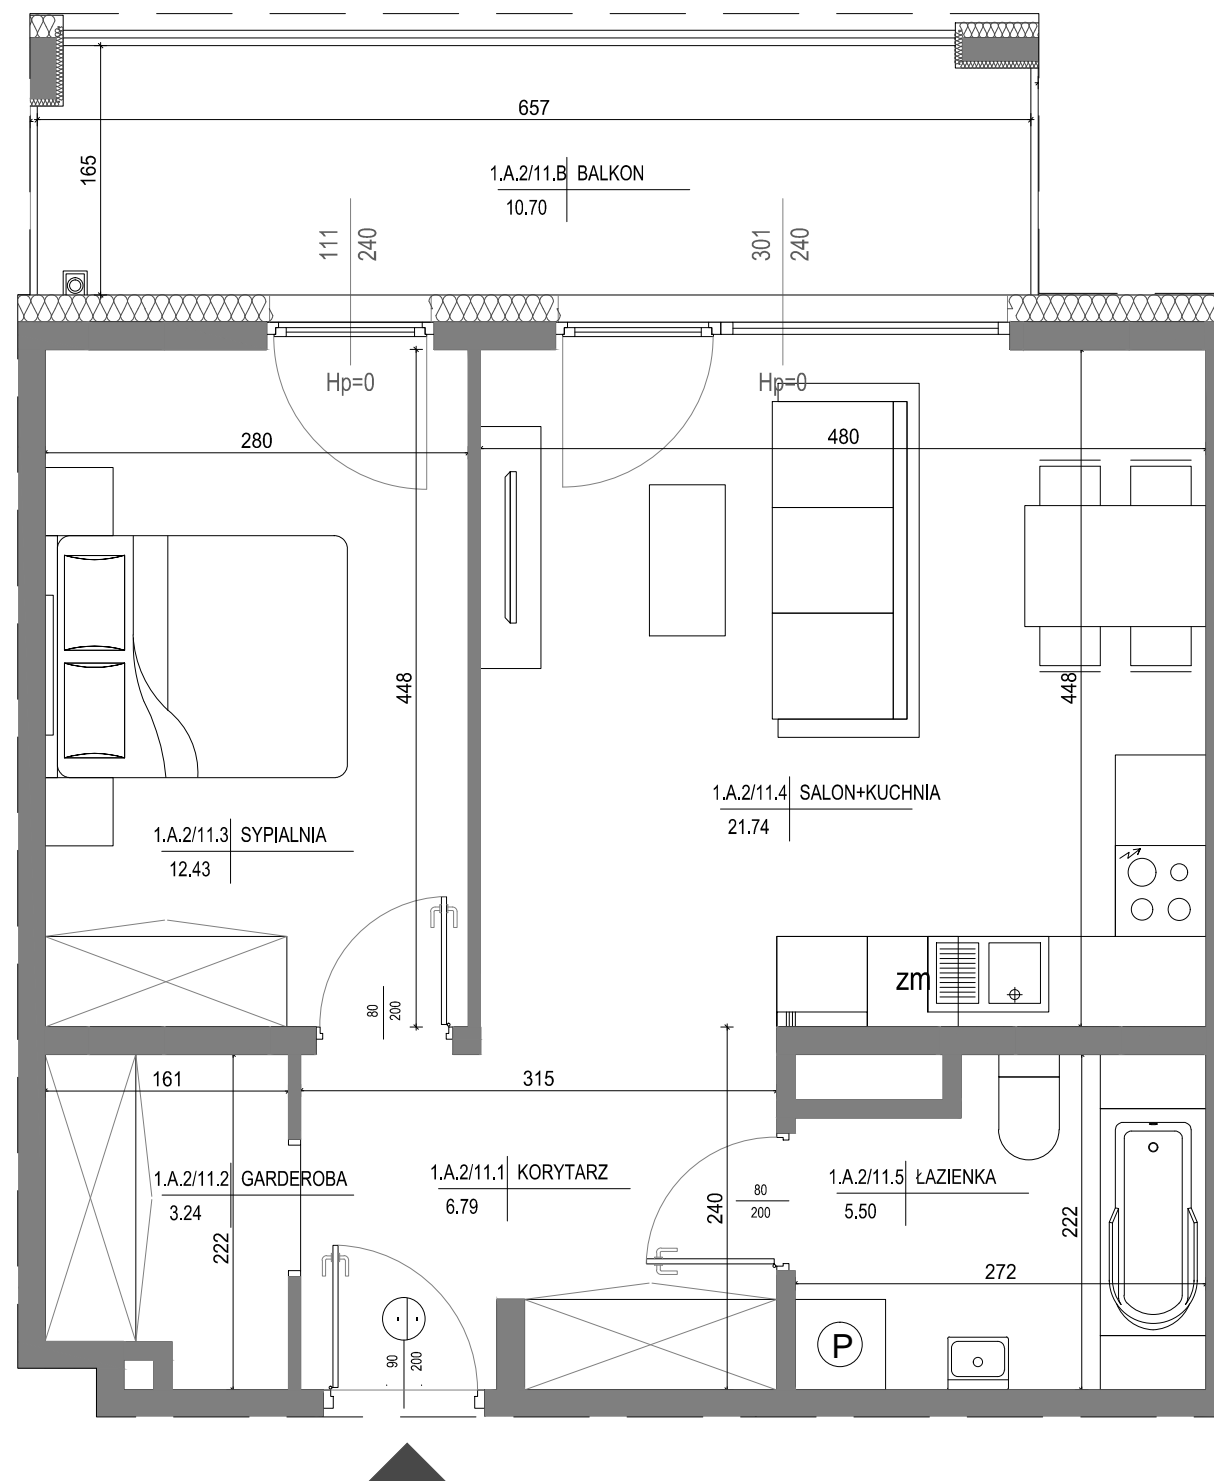 657
165
1.A.2/11.B BALKON
10.70
111
240
301
240
Hp=0
Hp=0
280
480
448
448
1.A.2/11.4 SALON+KUCHNIA
21.74
1.A.2/11.3 SYPIALNIA
12.43
zm
80
200
161
315
1.A.2/11.2 GARDEROBA
3.24
1.A.2/11.1 KORYTARZ
6.79
1.A.2/11.5 ŁAZIENKA
5.50
80
200
240
222
222
272
P
90
200